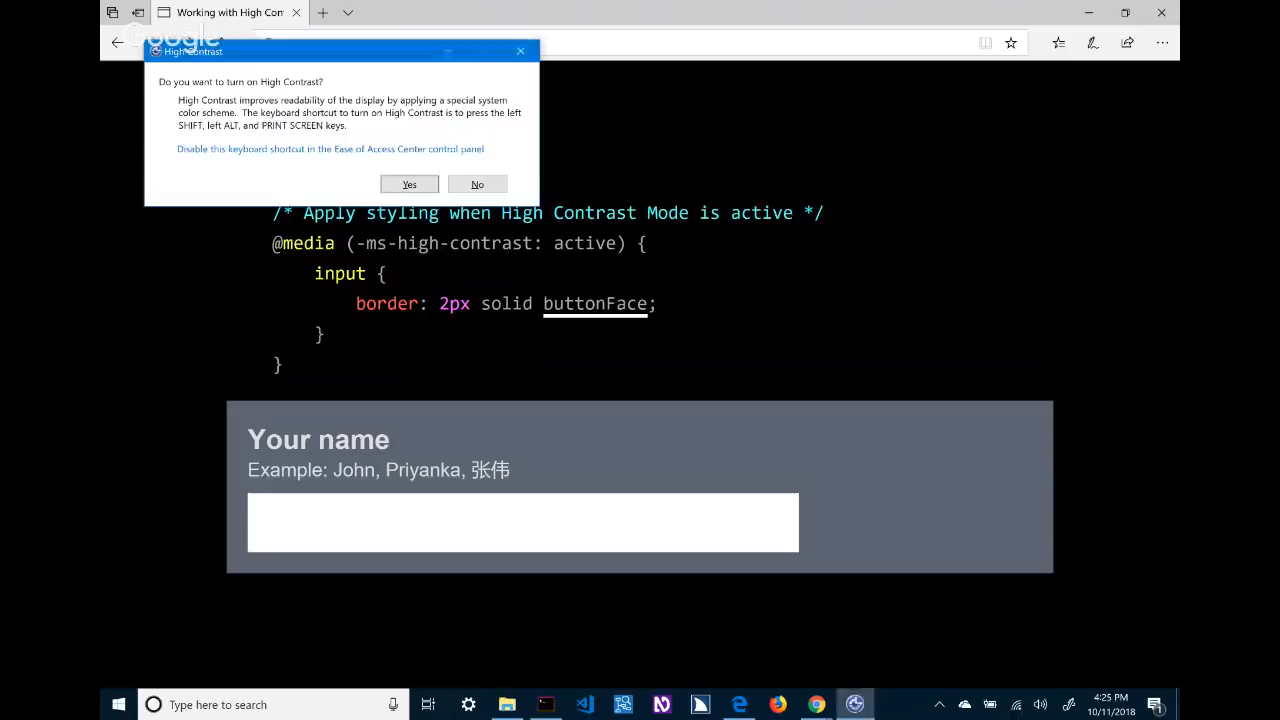 Working with High Con
Google
High Contrast
Do you want to turn on High Contrast?
High Contrast improves readability of the display by applying a special system
color scheme. The keyboard shortcut to turn on High Contrast is to press the left
SHIFT, left ALT, and PRINT SCREEN keys.
Disable this keyboard shortcut in the Ease of Access Center control panel
Yes
No
/* Apply styling when High Contrast Mode is active */
@media (-ms-high-contrast: active) {
input {
border: 2px solid buttonFace;
}
}
Your name
Example: John, Priyanka, 张伟
Type here to search
4:25 PM
10/11/2018